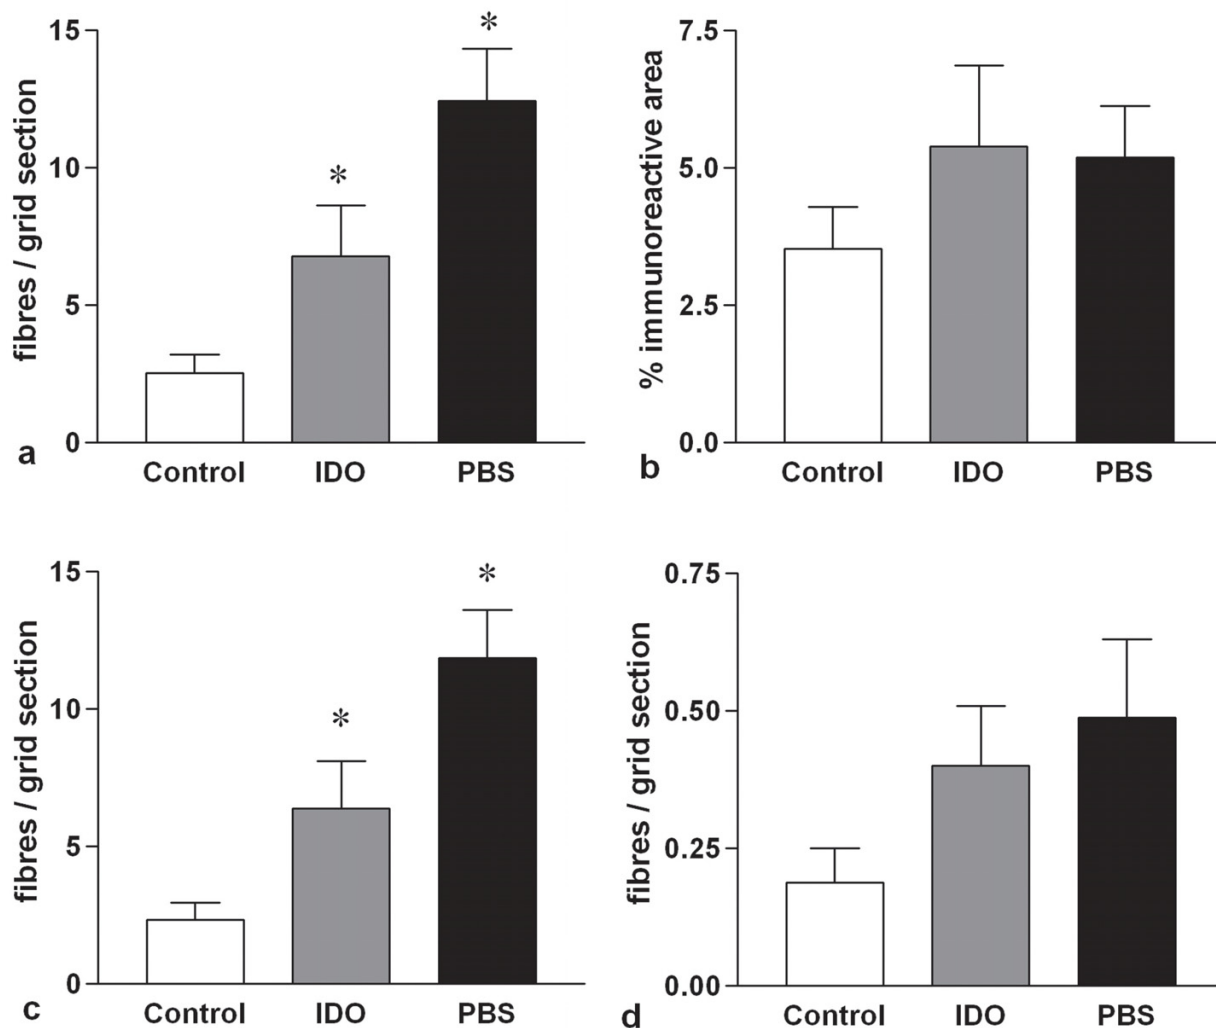 15
10
5
0
fibres / grid section
*
*
Control IDO PBS
a
7.5
5.0
2.5
0.0
% immunoreactive area
Control IDO PBS
b
15
10
5
0
fibres / grid section
*
*
Control IDO PBS
c
0.75
0.50
0.25
0.00
fibres / grid section
Control IDO PBS
d